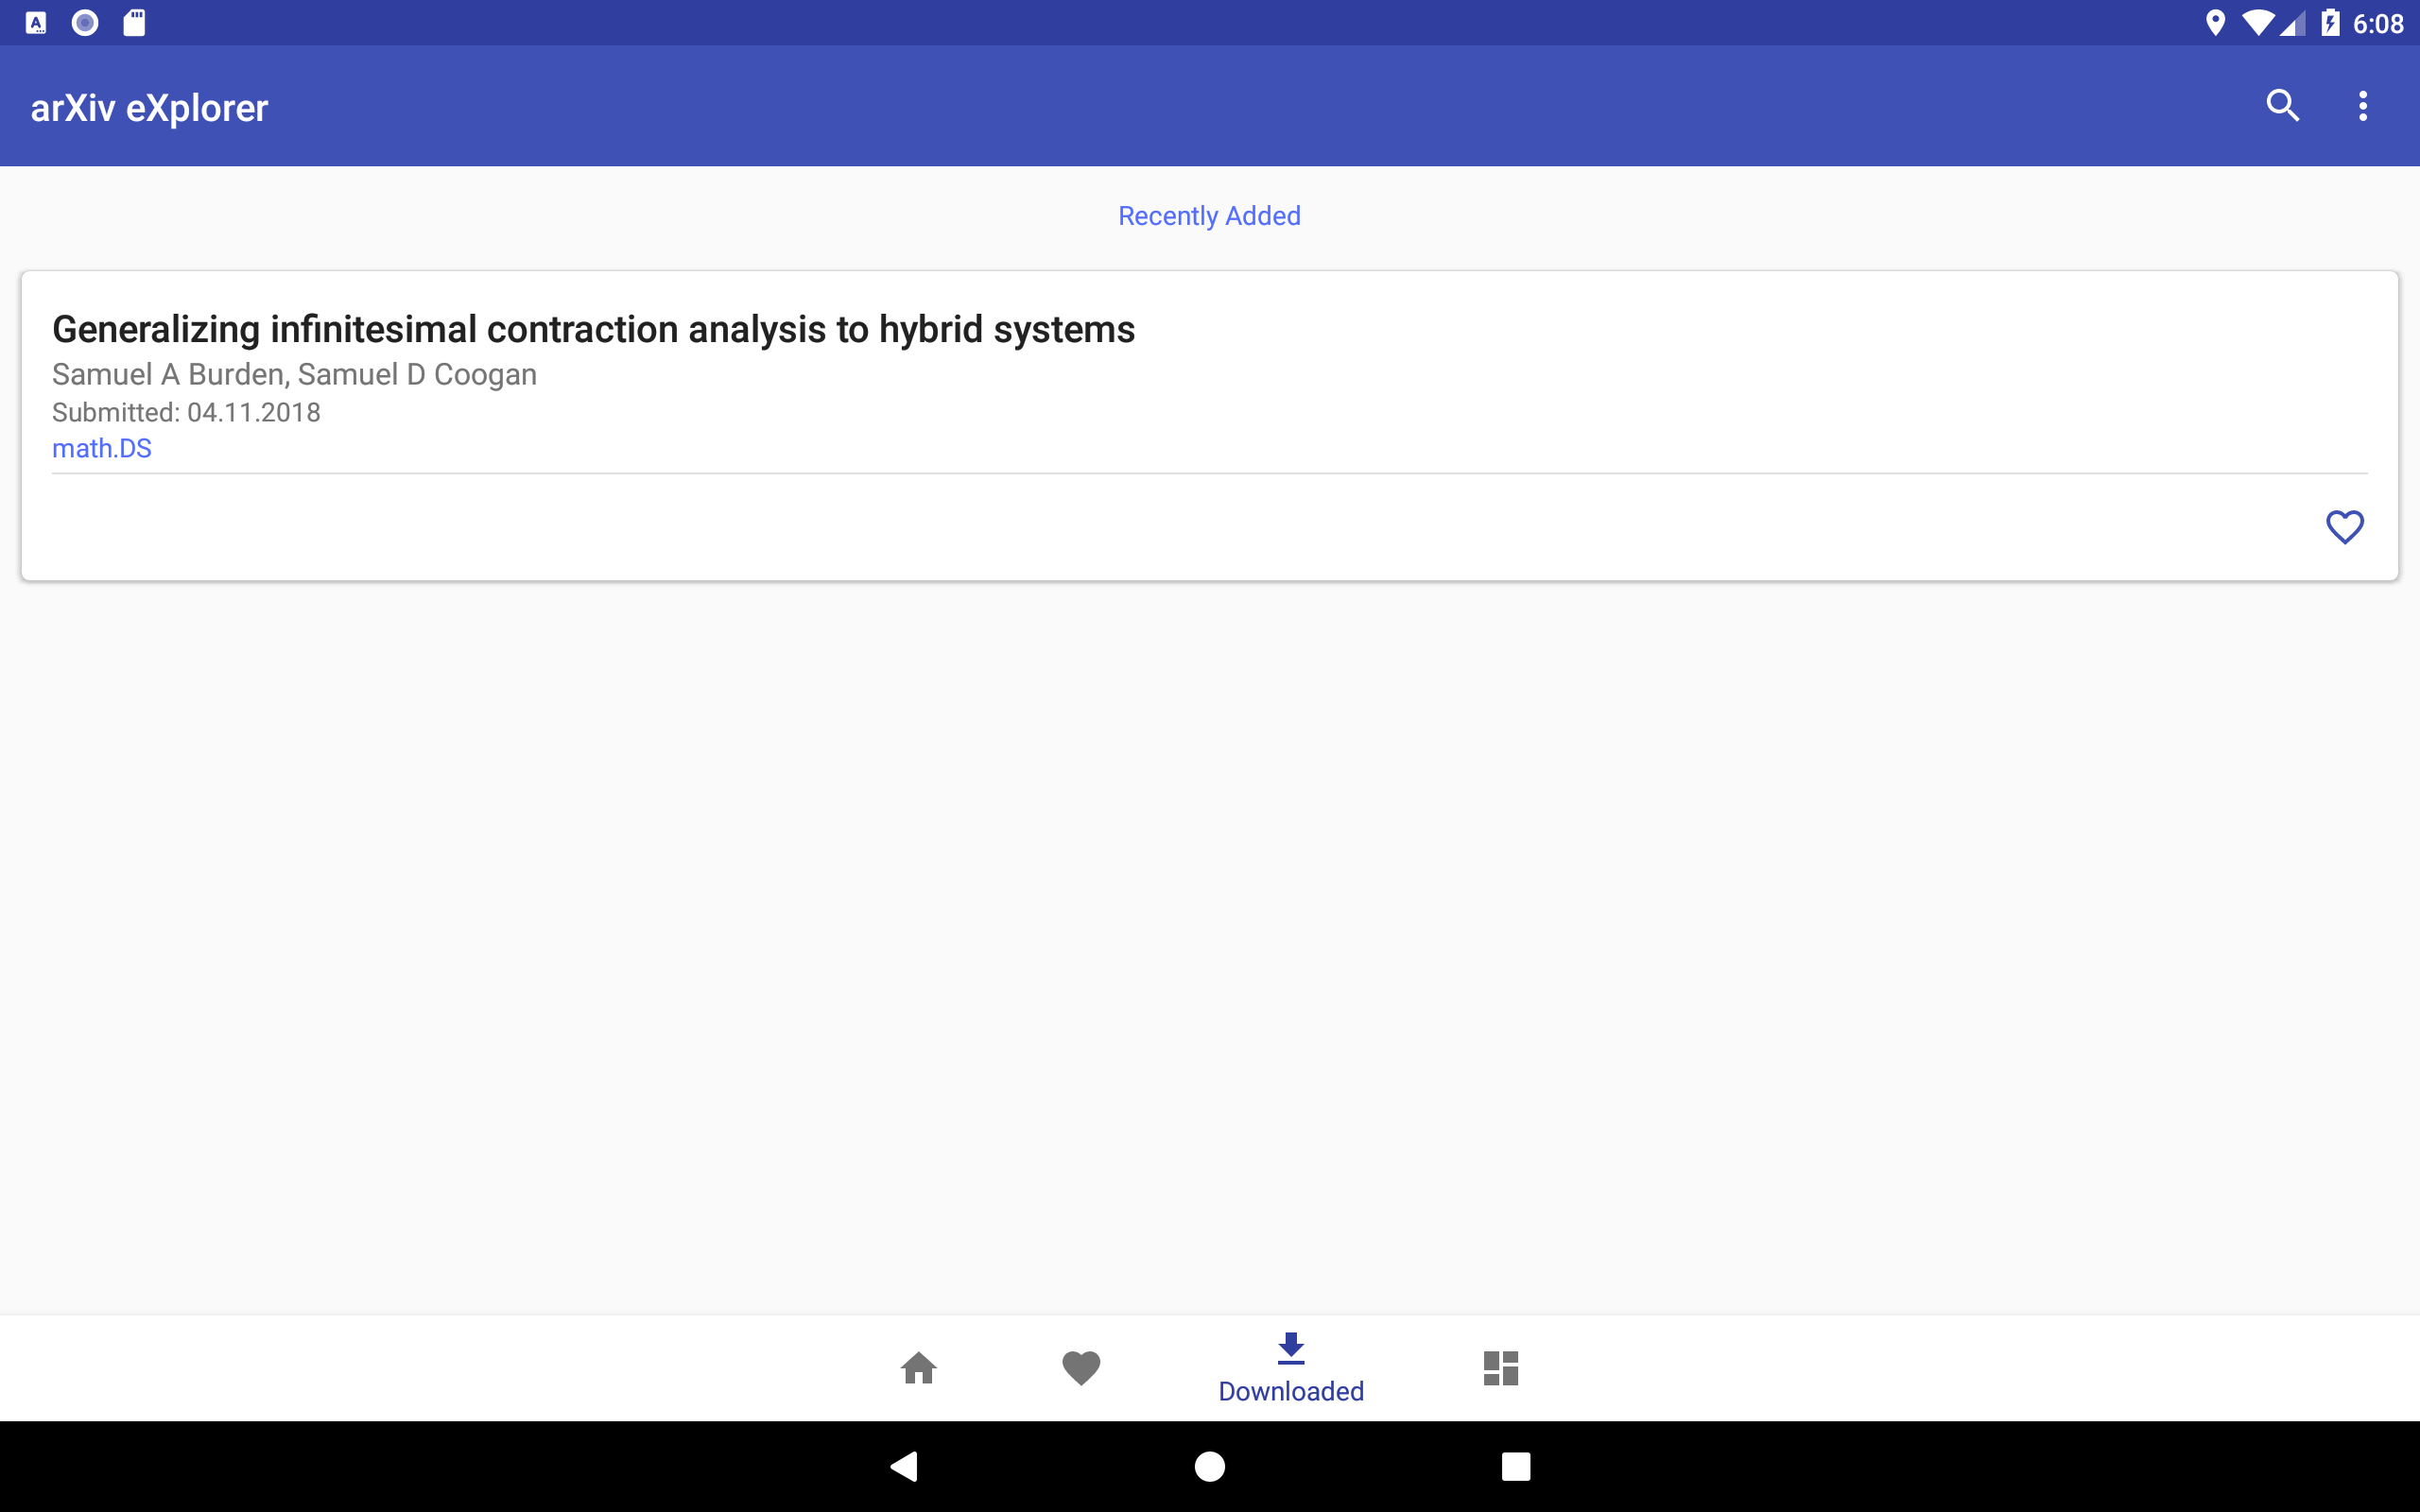 6:08
arXiv eXplorer
Recently Added
Generalizing infinitesimal contraction analysis to hybrid systems
Samuel A Burden, Samuel D Coogan
Submitted: 04.11.2018
math.DS
Downloaded